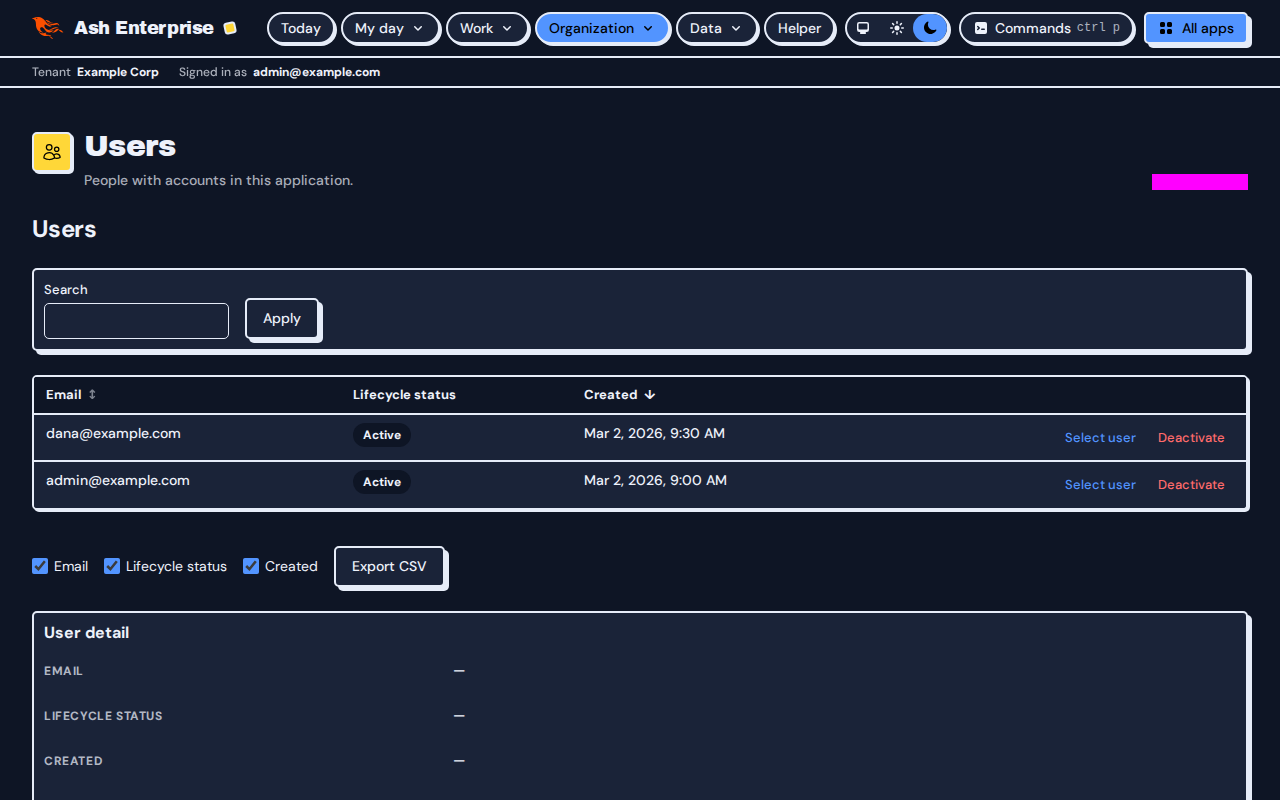 Ash Enterprise
Today
My day
Work
Organization
Data
Helper
Commands ctrl p
All apps
Tenant Example Corp Signed in as admin@example.com
Users
People with accounts in this application.
Users
Search
Apply
Email Lifecycle status Created
dana@example.com Active Mar 2, 2026, 9:30 AM Select user Deactivate
admin@example.com Active Mar 2, 2026, 9:00 AM Select user Deactivate
Email Lifecycle status Created Export CSV
User detail
EMAIL —
LIFECYCLE STATUS —
CREATED —